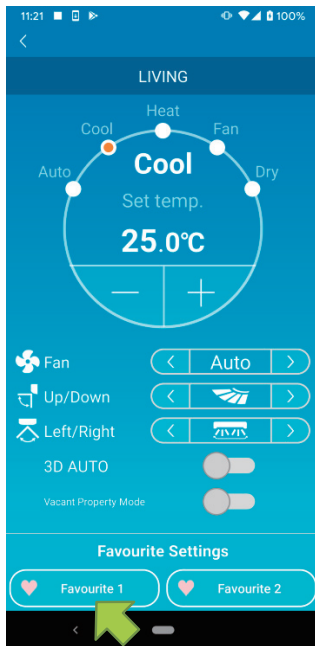 11:21 100%
LIVING
Heat
Cool Fan
Auto Cool Dry
Set temp.
25.0°C
Fan Auto
Up/Down
Left/Right
3D AUTO
Vacant Property Mode
Favourite Settings
Favourite 1 Favourite 2